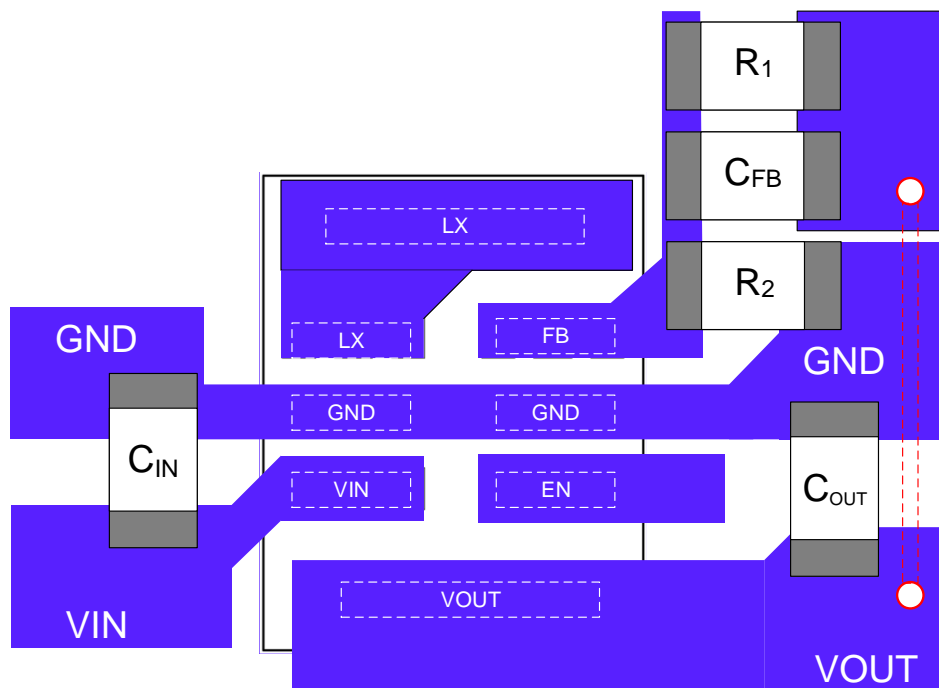 R1
CFB
LX
R2
GND
LX
FB
GND
GND
GND
CIN
VIN
EN
COUT
VOUT
VIN
VOUT